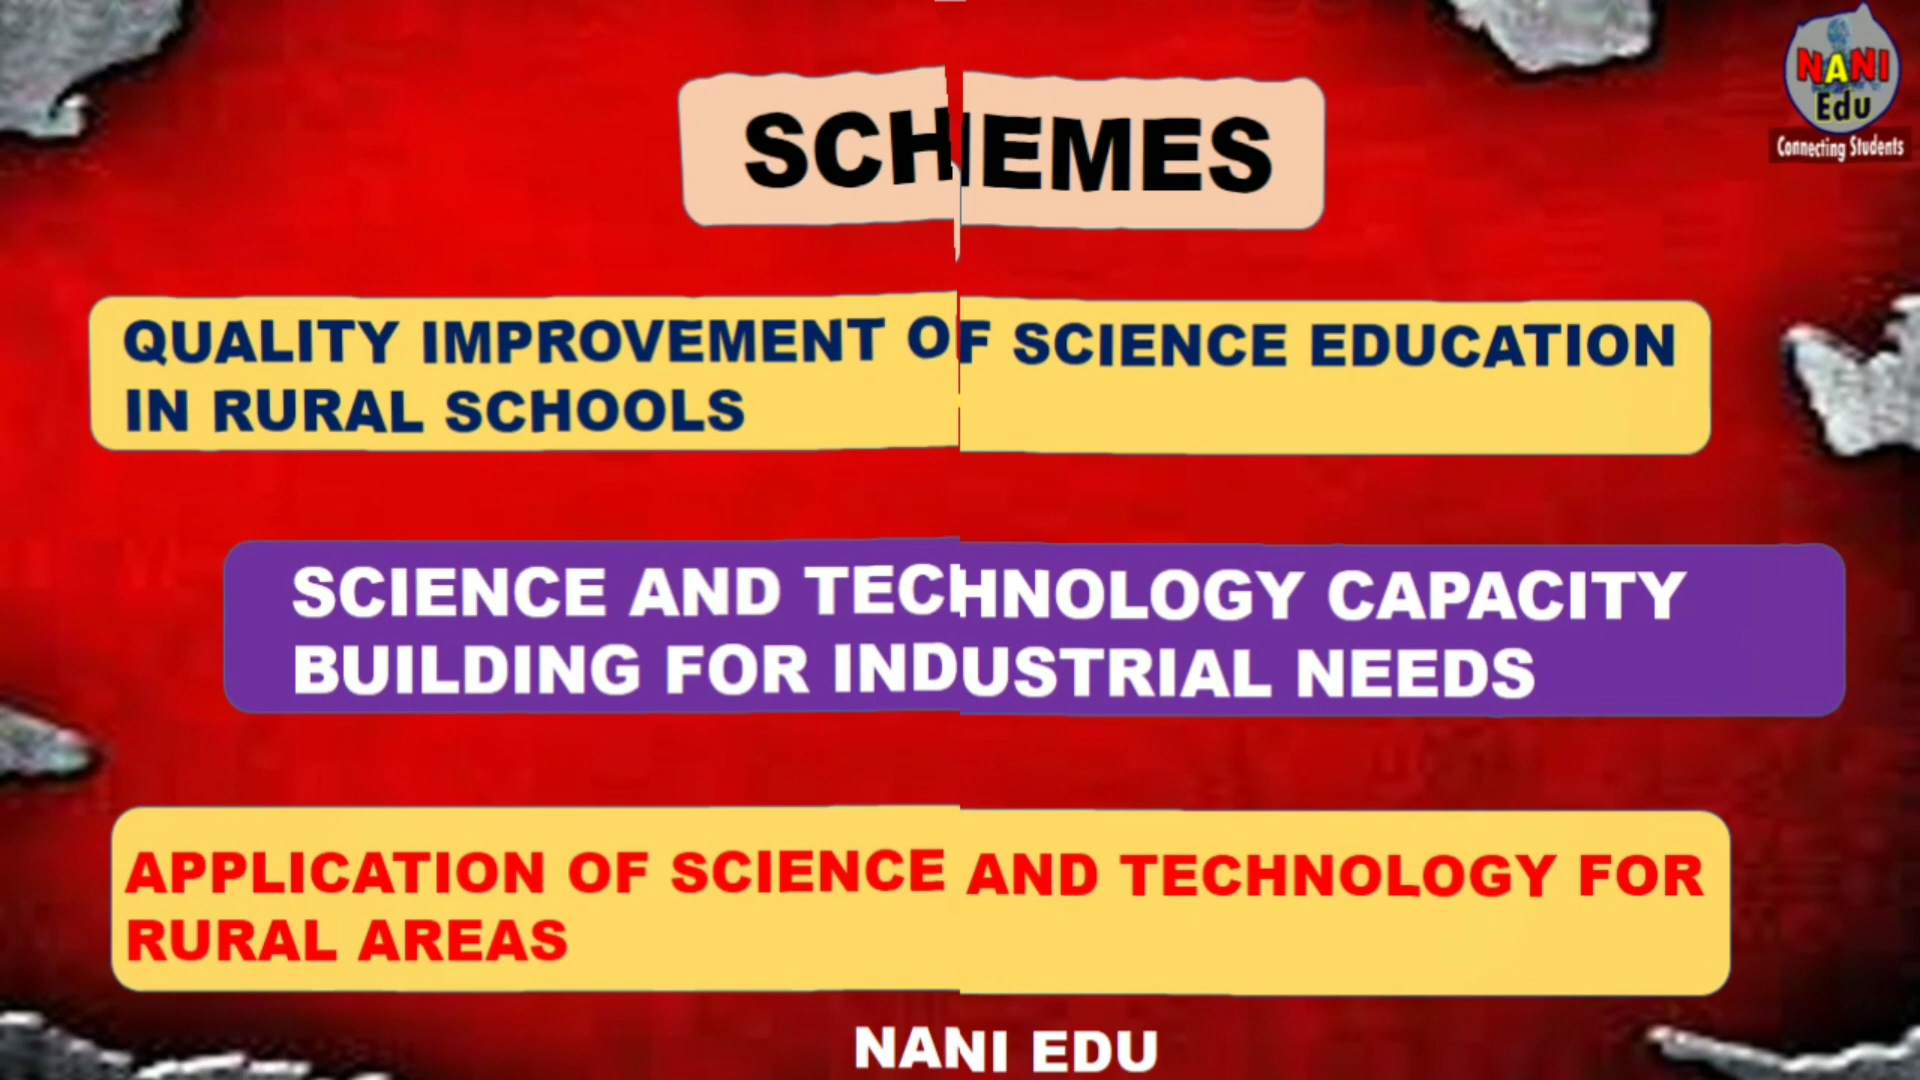 NANI
Edu
Connecting Students
SCHEMES
QUALITY IMPROVEMENT OF SCIENCE EDUCATION
IN RURAL SCHOOLS
SCIENCE AND TECHNOLOGY CAPACITY
BUILDING FOR INDUSTRIAL NEEDS
APPLICATION OF SCIENCE AND TECHNOLOGY FOR
RURAL AREAS
NANI EDU